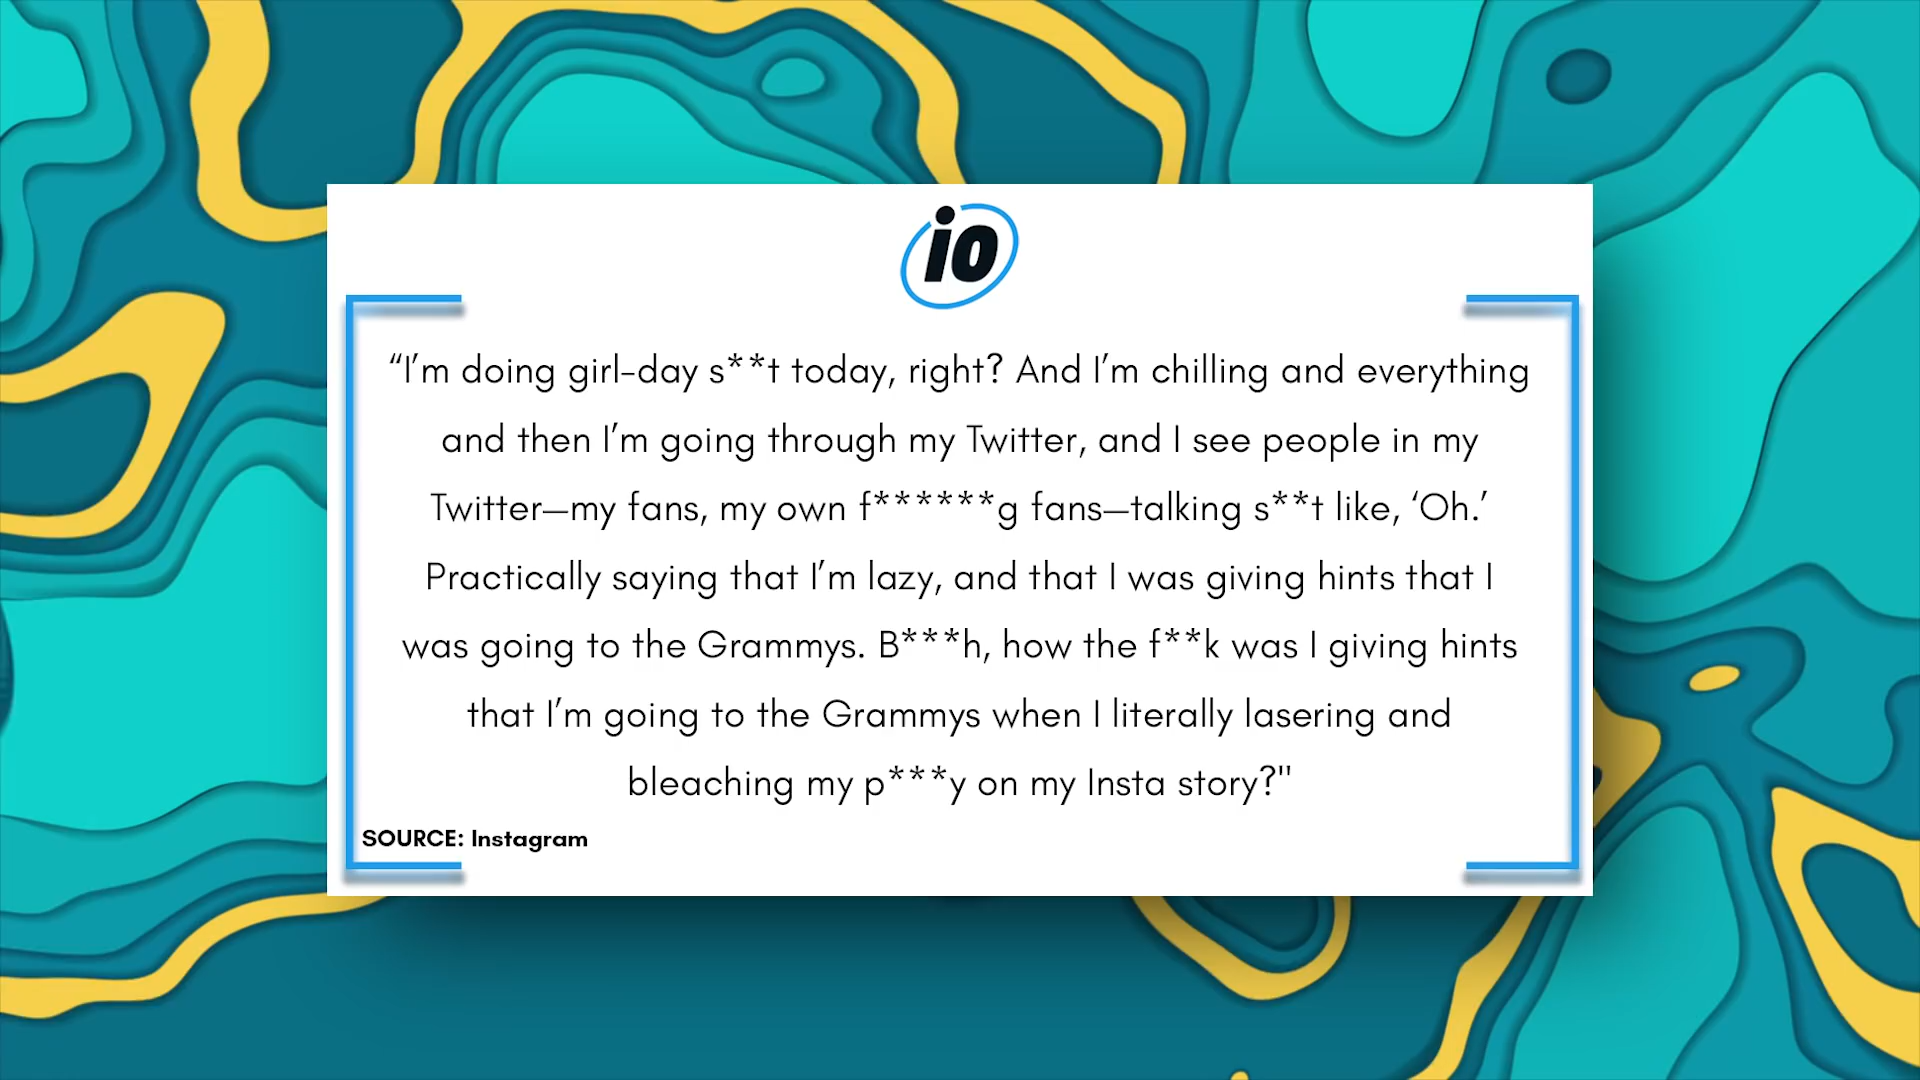 io
“I’m doing girl-day s**t today, right? And I’m chilling and everything
and then I’m going through my Twitter, and I see people in my
Twitter—my fans, my own f******g fans—talking s**t like, ‘Oh.’
Practically saying that I’m lazy, and that I was giving hints that I
was going to the Grammys. B***h, how the f**k was I giving hints
that I’m going to the Grammys when I literally lasering and
bleaching my p***y on my Insta story?"
SOURCE: Instagram